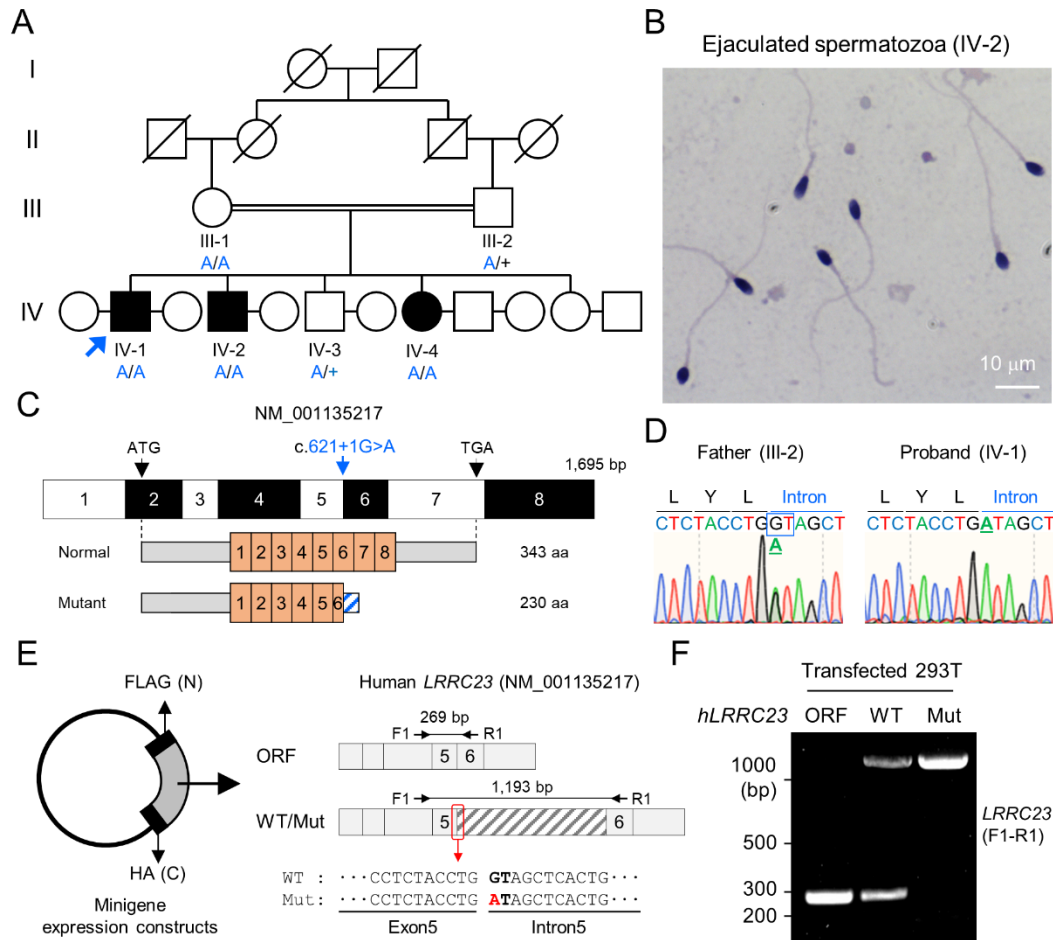 A
I
II
III
III-1
A/A
III-2
A/+
IV
IV-1
A/A
IV-2
A/A
IV-3
A/+
IV-4
A/A
B
Ejaculated spermatozoa (IV-2)
10 μm
C
NM_001135217
c.621+1G>A
ATG
TGA
1,695 bp
1 2 3 4 5 6 7 8
Normal
1 2 3 4 5 6 7 8
343 aa
Mutant
1 2 3 4 5 6
230 aa
D
Father (III-2)
L Y L Intron
CTCTACCTGGTAGCT
A
Proband (IV-1)
L Y L Intron
CTCTACCTGATAGCT
E
FLAG (N)
HA (C)
Minigene
expression constructs
Human LRRC23 (NM_001135217)
269 bp
F1 R1
ORF
5 6
1,193 bp
F1 R1
WT/Mut
5 6
WT : ···CCTCTACCTG GTAGCTCACTG···
Mut: ···CCTCTACCTG ATAGCTCACTG···
Exon5 Intron5
F
Transfected 293T
hLRRC23 ORF WT Mut
1000
(bp)
500
300
200
LRRC23
(F1-R1)